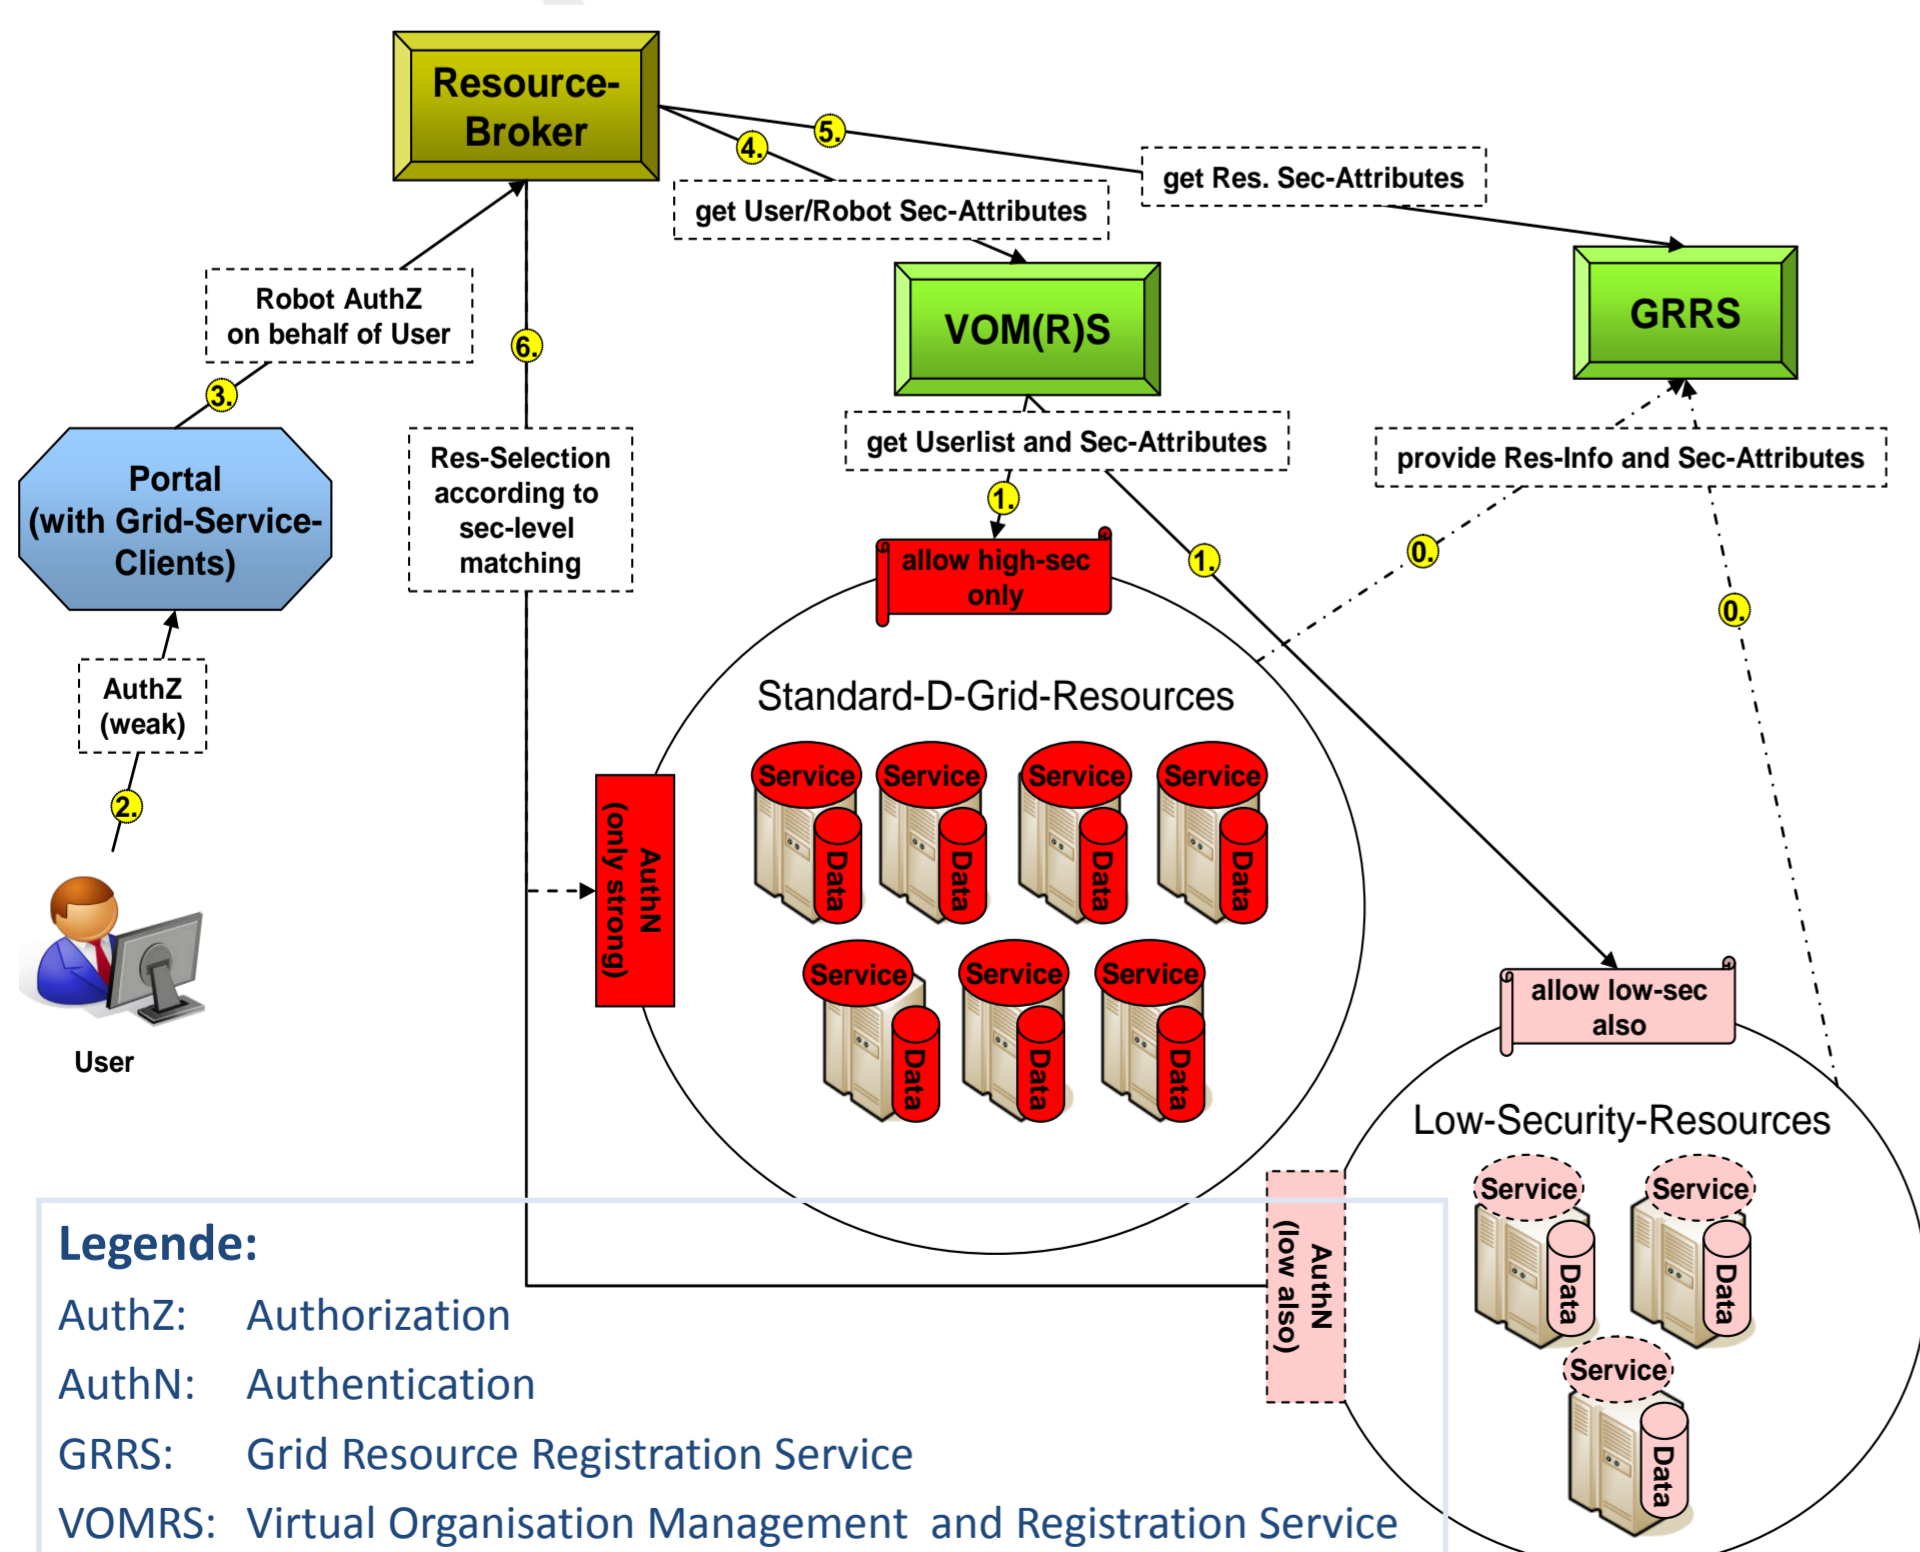 Resource-
Broker
5.
4.
get Res. Sec-Attributes
get User/Robot Sec-Attributes
Robot AuthZ
on behalf of User
6.
VOM(R)S
GRRS
3.
get Userlist and Sec-Attributes
provide Res-Info and Sec-Attributes
Portal
(with Grid-Service-
Clients)
Res-Selection
according to
sec-level
matching
1.
1.
0.
0.
allow high-sec
only
AuthZ
(weak)
2.
User
Standard-D-Grid-Resources
AuthN
(only strong)
Service
Data
Service
Data
Service
Data
Service
Data
Service
Data
Service
Data
Service
Data
allow low-sec
also
Low-Security-Resources
AuthN
(low also)
Service
Data
Service
Data
Service
Data
Legende:
AuthZ: Authorization
AuthN: Authentication
GRRS: Grid Resource Registration Service
VOMRS: Virtual Organisation Management and Registration Service